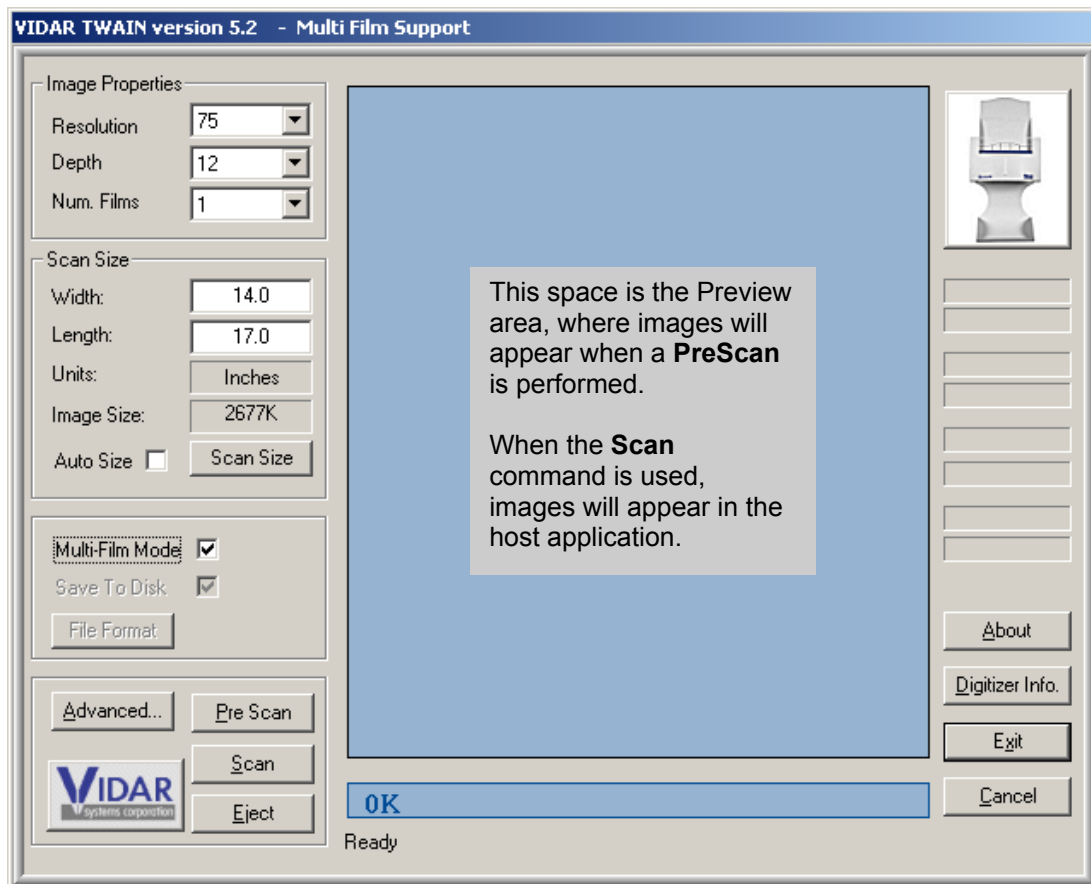 VIDAR TWAIN version 5.2 - Multi Film Support
Image Properties
Resolution 75
Depth 12
Num. Films 1
Scan Size
Width: 14.0
Length: 17.0
Units: Inches
Image Size: 2677K
Auto Size Scan Size
Multi-Film Mode
Save To Disk
File Format
Advanced... Pre Scan
Scan
VIDAR
systems corporation
Eject
This space is the Preview
area, where images will
appear when a PreScan
is performed.
When the Scan
command is used,
images will appear in the
host application.
0K
Ready
About
Digitizer Info.
Exit
Cancel